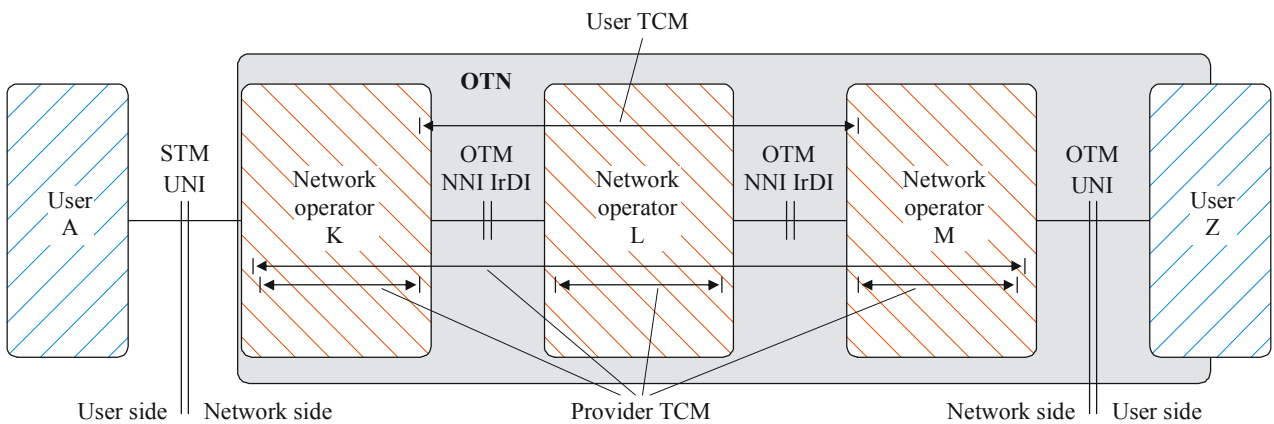 User TCM
OTN
STM
UNI
OTM
NNI IrDI
OTM
NNI IrDI
OTM
UNI
User
A
Network
operator
K
Network
operator
L
Network
operator
M
User
Z
User side
Network side
Provider TCM
Network side
User side